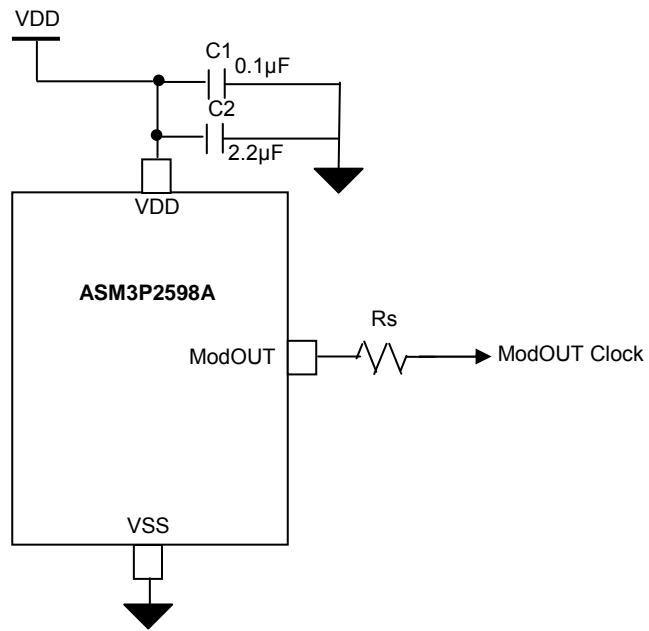 VDD
C1
0.1µF
C2
2.2µF
VDD
ASM3P2598A
Rs
ModOUT
ModOUT Clock
VSS